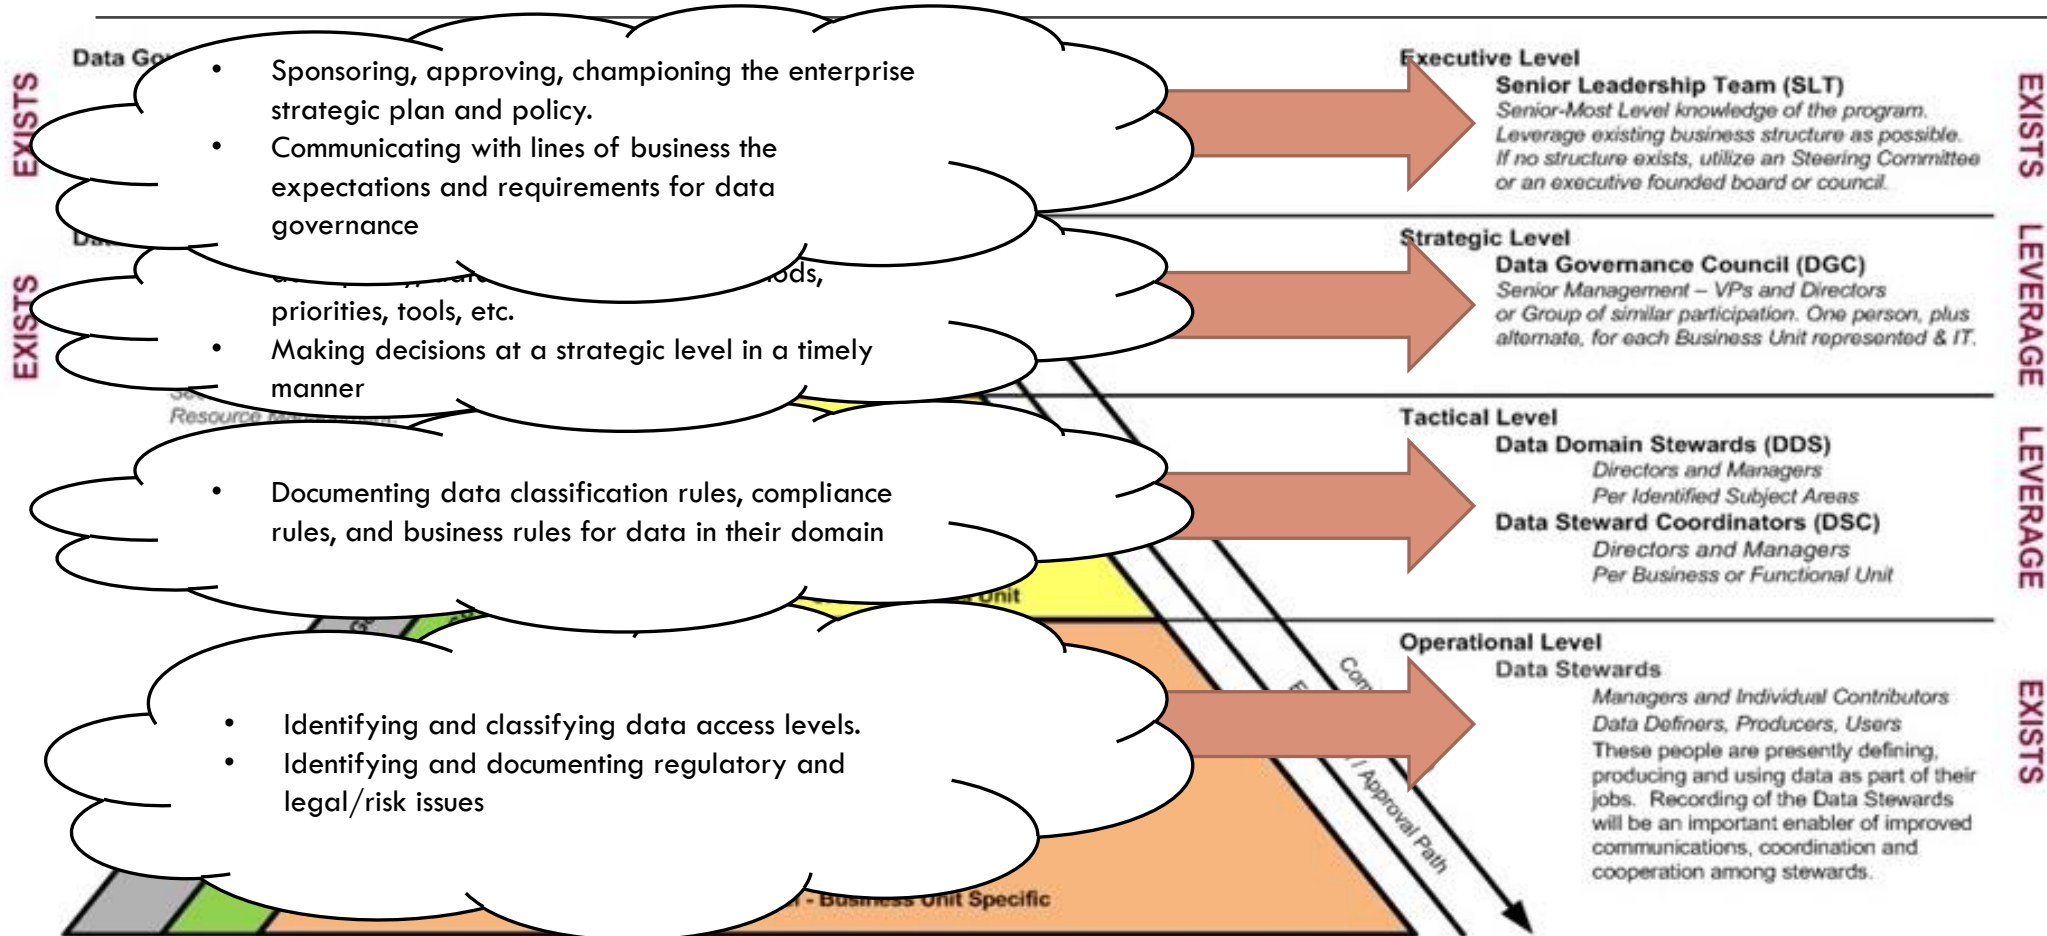 EXISTS
Data Go
• Sponsoring, approving, championing the enterprise
strategic plan and policy.
• Communicating with lines of business the
expectations and requirements for data
governance
Executive Level
Senior Leadership Team (SLT)
Senior-Most Level knowledge of the program.
Leverage existing business structure as possible.
If no structure exists, utilize an Steering Committee
or an executive founded board or council.
EXISTS
EXISTS
priorities, tools, etc.
• Making decisions at a strategic level in a timely
manner
Resource
Strategic Level
Data Governance Council (DGC)
Senior Management – VPs and Directors
or Group of similar participation. One person, plus
alternate, for each Business Unit represented & IT.
LEVERAGE
• Documenting data classification rules, compliance
rules, and business rules for data in their domain
Unit
Tactical Level
Data Domain Stewards (DDS)
Directors and Managers
Per Identified Subject Areas
Data Steward Coordinators (DSC)
Directors and Managers
Per Business or Functional Unit
LEVERAGE
• Identifying and classifying data access levels.
• Identifying and documenting regulatory and
legal/risk issues
- Business Unit Specific
Com
/ Approval Path
Operational Level
Data Stewards
Managers and Individual Contributors
Data Definers, Producers, Users
These people are presently defining,
producing and using data as part of their
jobs. Recording of the Data Stewards
will be an important enabler of improved
communications, coordination and
cooperation among stewards.
EXISTS